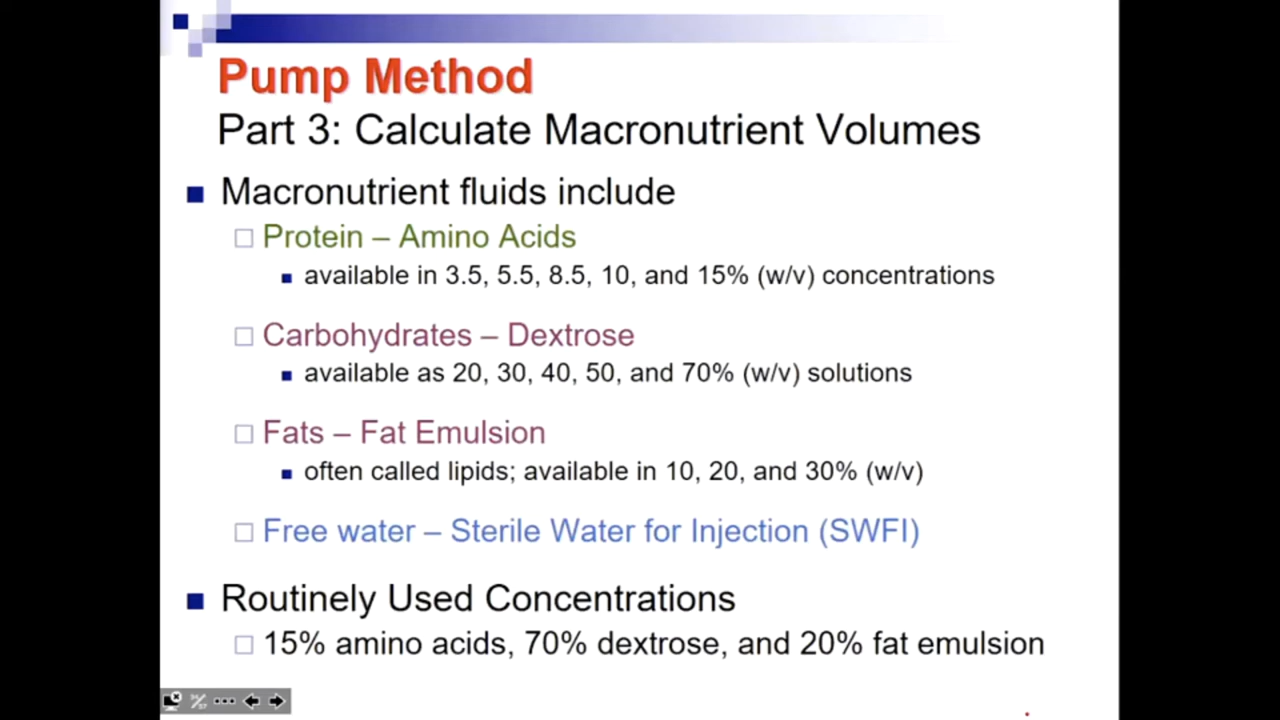 Pump Method
Part 3: Calculate Macronutrient Volumes
Macronutrient fluids include
Protein – Amino Acids
available in 3.5, 5.5, 8.5, 10, and 15% (w/v) concentrations
Carbohydrates – Dextrose
available as 20, 30, 40, 50, and 70% (w/v) solutions
Fats – Fat Emulsion
often called lipids; available in 10, 20, and 30% (w/v)
Free water – Sterile Water for Injection (SWFI)
Routinely Used Concentrations
15% amino acids, 70% dextrose, and 20% fat emulsion